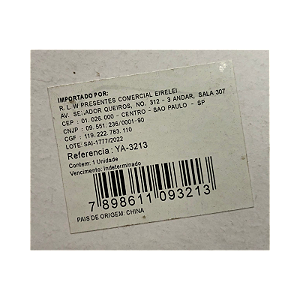 IMPORTADO POR:
R. L. W PRESENTES COMERCIAL EIRELEI
AV. SENADOR QUEIROS, NO. 312 - 3 ANDAR, SALA 307
CEP : 01.026.000 - CENTRO - SAO PAULO - SP
CNJP : 09.551.236/0001-90
CGF : 119.222.763.110
LOTE: SAI-1777/2022
Referencia : YA-3213
Contem: 1 Unidade
Vencimento: Indeterminado
7 898611 093213
PAIS DE ORIGEM: CHINA